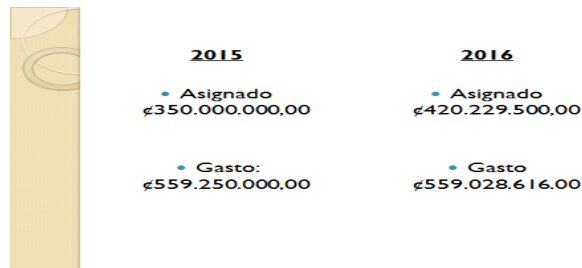 2015
• Asignado
¢350.000.000,00
• Gasto:
¢559.250.000,00
2016
• Asignado
¢420.229.500,00
• Gasto
¢559.028.616.00